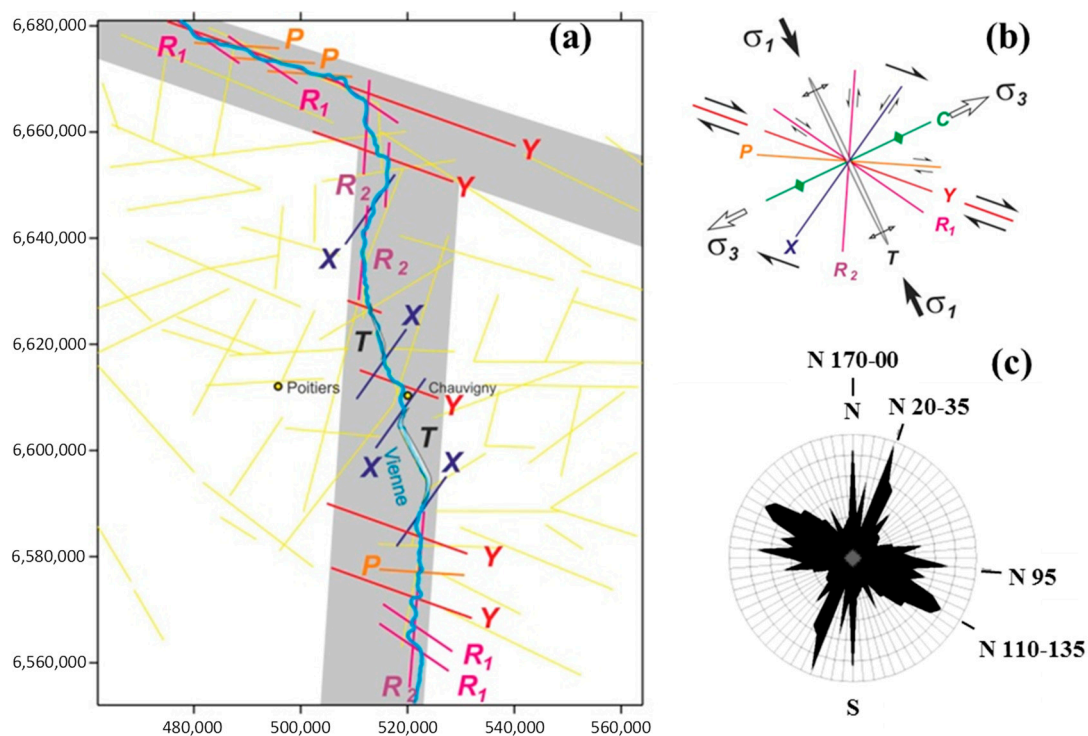 (a)
6,680,000
6,660,000
6,640,000
6,620,000
6,600,000
6,580,000
6,560,000
480,000
500,000
520,000
540,000
560,000
R1
P
P
R1
Y
Y
R2
X
R2
X
T
Poitiers
Chauvigny
Y
T
X
X
Vienne
Y
P
Y
R1
R2
R1
(b)
σ1
σ3
C
P
Y
R1
σ3
X
R2
T
σ1
(c)
N 170-00
N
N 20-35
N 95
N 110-135
S